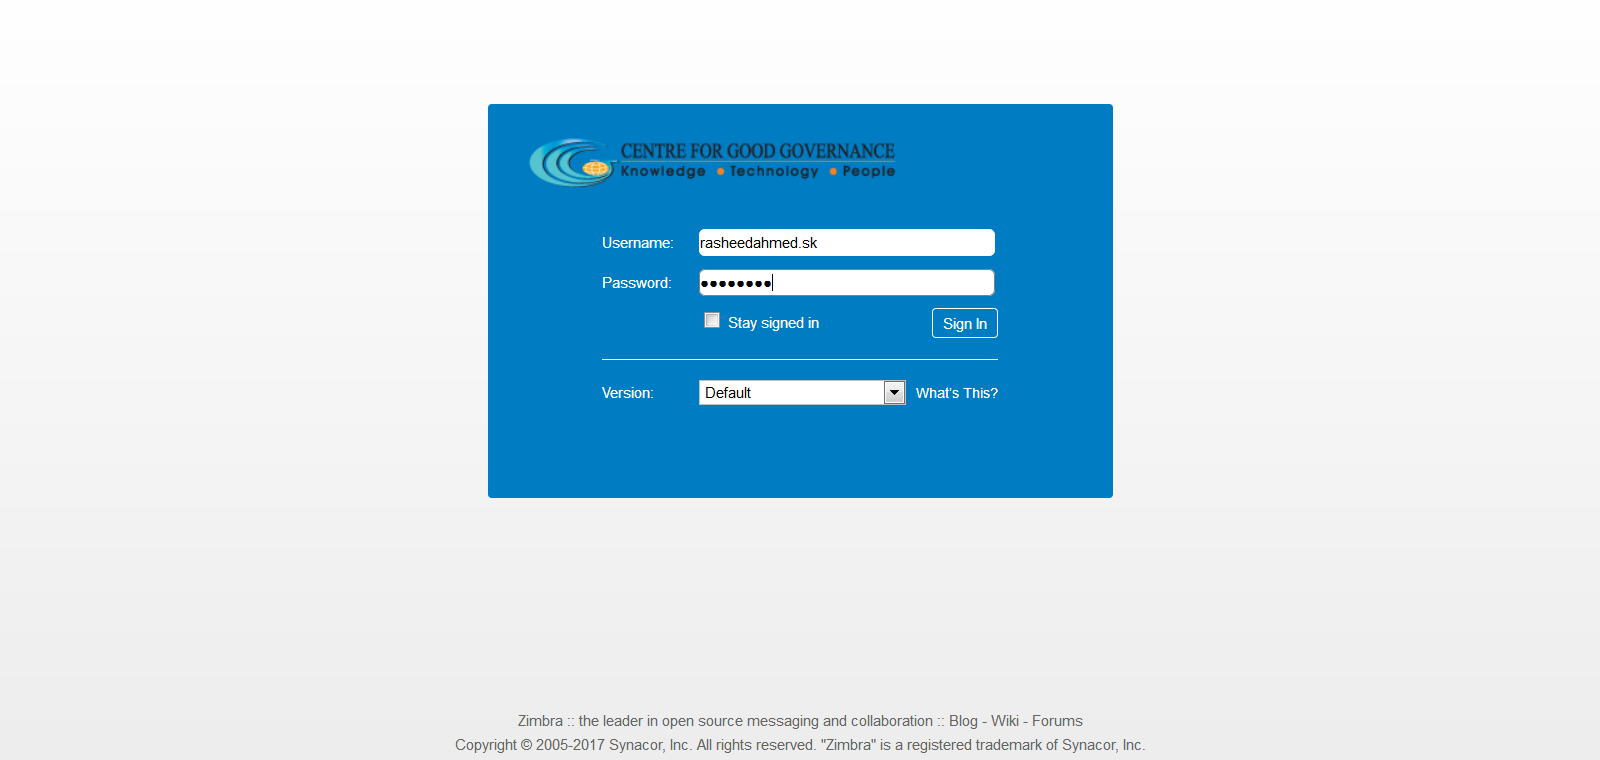 CENTRE FOR GOOD GOVERNANCE
Knowledge • Technology • People
Username: rasheedahmed.sk
Password: ●●●●●●●●
Stay signed in Sign In
Version: Default What's This?
Zimbra :: the leader in open source messaging and collaboration :: Blog - Wiki - Forums
Copyright © 2005-2017 Synacor, Inc. All rights reserved. "Zimbra" is a registered trademark of Synacor, Inc.